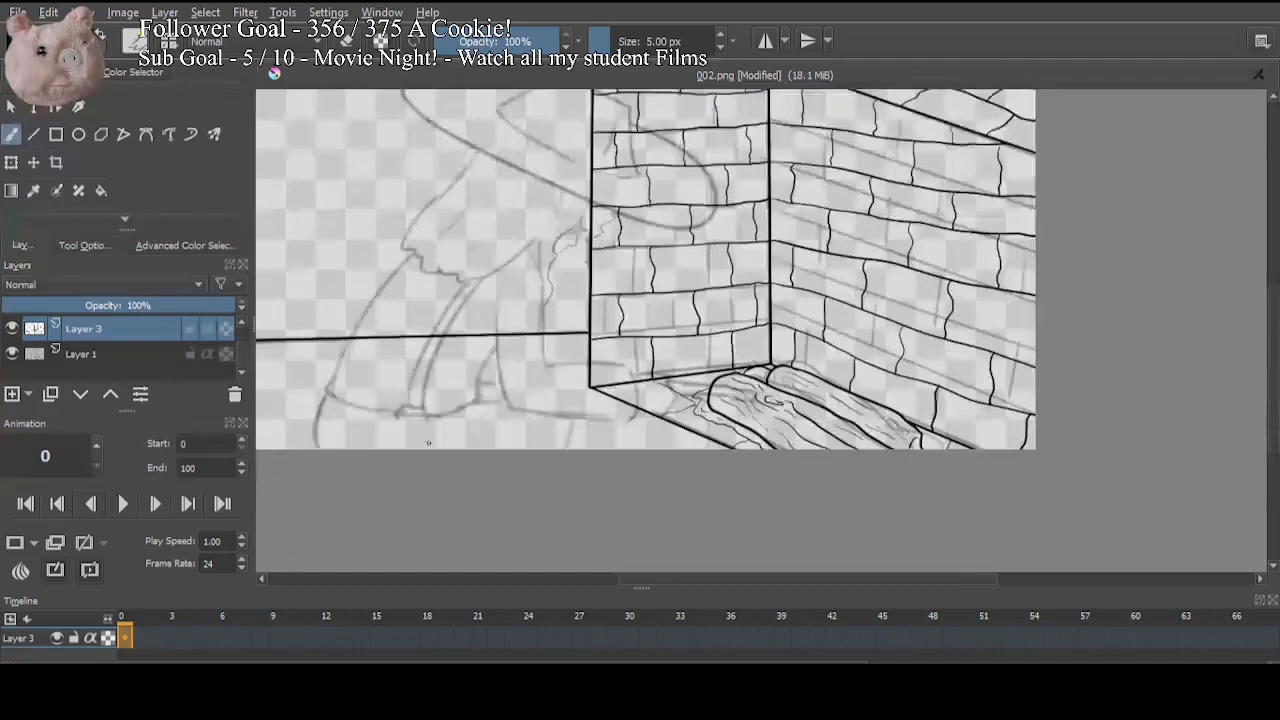 File Edit Image Layer Select Filter Tools Settings Window Help
Follower Goal - 356 / 375 A Cookie!
Normal
Opacity: 100%
Size: 5.00 px
Sub Goal - 5 / 10 - Movie Night! - Watch all my student Films
Color Selector
002.png [Modified] (18.1 MiB)
Lay... Tool Optio... Advanced Color Selec...
Layers
Normal
Opacity: 100%
Layer 3
Layer 1
Animation
0
Start: 0
End: 100
Play Speed: 1.00
Frame Rate: 24
Timeline
0 3 6 9 12 15 18 21 24 27 30 33 36 39 42 45 48 51 54 57 60 63 66
Layer 3